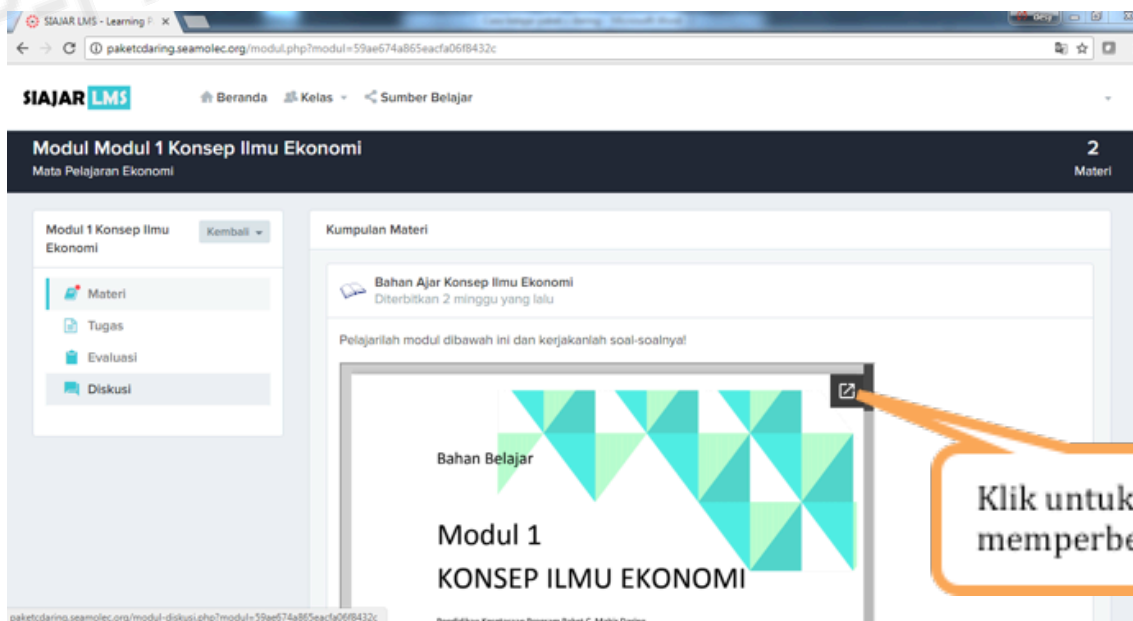 SIAJAR LMS - Learning P
paketcdaring.seamolec.org/modul.php?modul=59ae674a865eacfa06f8432c
SIAJAR LMS
Beranda Kelas Sumber Belajar
Modul Modul 1 Konsep Ilmu Ekonomi
Mata Pelajaran Ekonomi
2
Materi
Modul 1 Konsep Ilmu
Ekonomi
Kembali
Materi
Tugas
Evaluasi
Diskusi
Kumpulan Materi
Bahan Ajar Konsep Ilmu Ekonomi
Diterbitkan 2 minggu yang lalu
Pelajarilah modul dibawah ini dan kerjakanlah soal-soalnya!
Bahan Belajar
Modul 1
KONSEP ILMU EKONOMI
Klik untuk
memperbe
paketcdaring.seamolec.org/modul-diskusi.php?modul=59ae674a865eacfa06f8432c